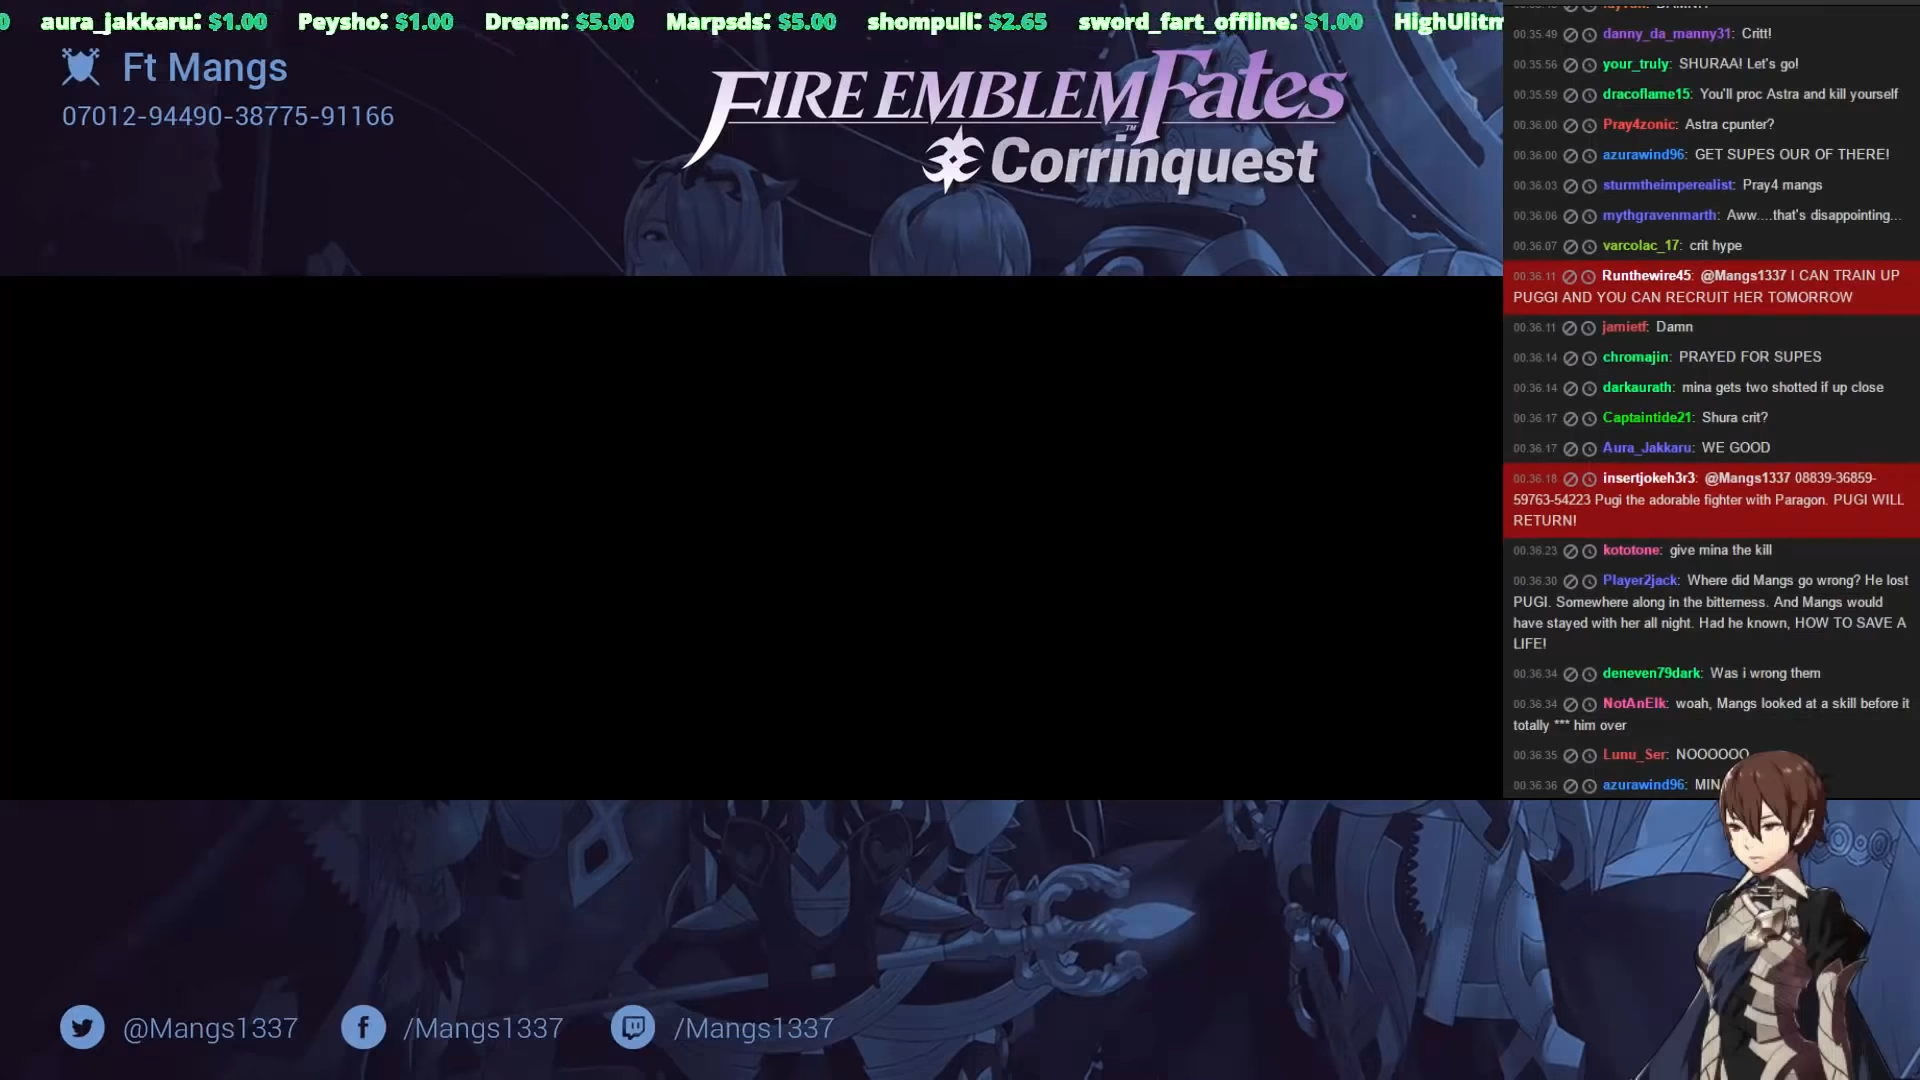 0 aura_jakkaru: $1.00 Peysho: $1.00 Dream: $5.00 Marpsds: $5.00 shompull: $2.65 sword_fart_offline: $1.00 HighUlitm
Ft Mangs
07012-94490-38775-91166
FIRE EMBLEM Fates
TM
Corrinquest
00.35.49 danny_da_manny31: Critt!
00.35.56 your_truly: SHURAA! Let's go!
00.35.59 dracoflame15: You'll proc Astra and kill yourself
00.36.00 Pray4zonic: Astra cpunter?
00.36.00 azurawind96: GET SUPES OUR OF THERE!
00.36.03 sturmtheimperealist: Pray4 mangs
00.36.06 mythgravenmarth: Aww....that's disappointing...
00.36.07 varcolac_17: crit hype
00.36.11 Runthewire45: @Mangs1337 I CAN TRAIN UP
PUGGI AND YOU CAN RECRUIT HER TOMORROW
00.36.11 jamietf: Damn
00.36.14 chromajin: PRAYED FOR SUPES
00.36.14 darkaurath: mina gets two shotted if up close
00.36.17 Captaintide21: Shura crit?
00.36.17 Aura_Jakkaru: WE GOOD
00.36.18 insertjokeh3r3: @Mangs1337 08839-36859-
59763-54223 Pugi the adorable fighter with Paragon. PUGI WILL
RETURN!
00.36.23 kototone: give mina the kill
00.36.30 Player2jack: Where did Mangs go wrong? He lost
PUGI. Somewhere along in the bitterness. And Mangs would
have stayed with her all night. Had he known, HOW TO SAVE A
LIFE!
00.36.34 deneven79dark: Was i wrong them
00.36.34 NotAnElk: woah, Mangs looked at a skill before it
totally *** him over
00.36.35 Lunu_Ser: NOOOOOO
00.36.36 azurawind96: MIN
@Mangs1337 /Mangs1337 /Mangs1337